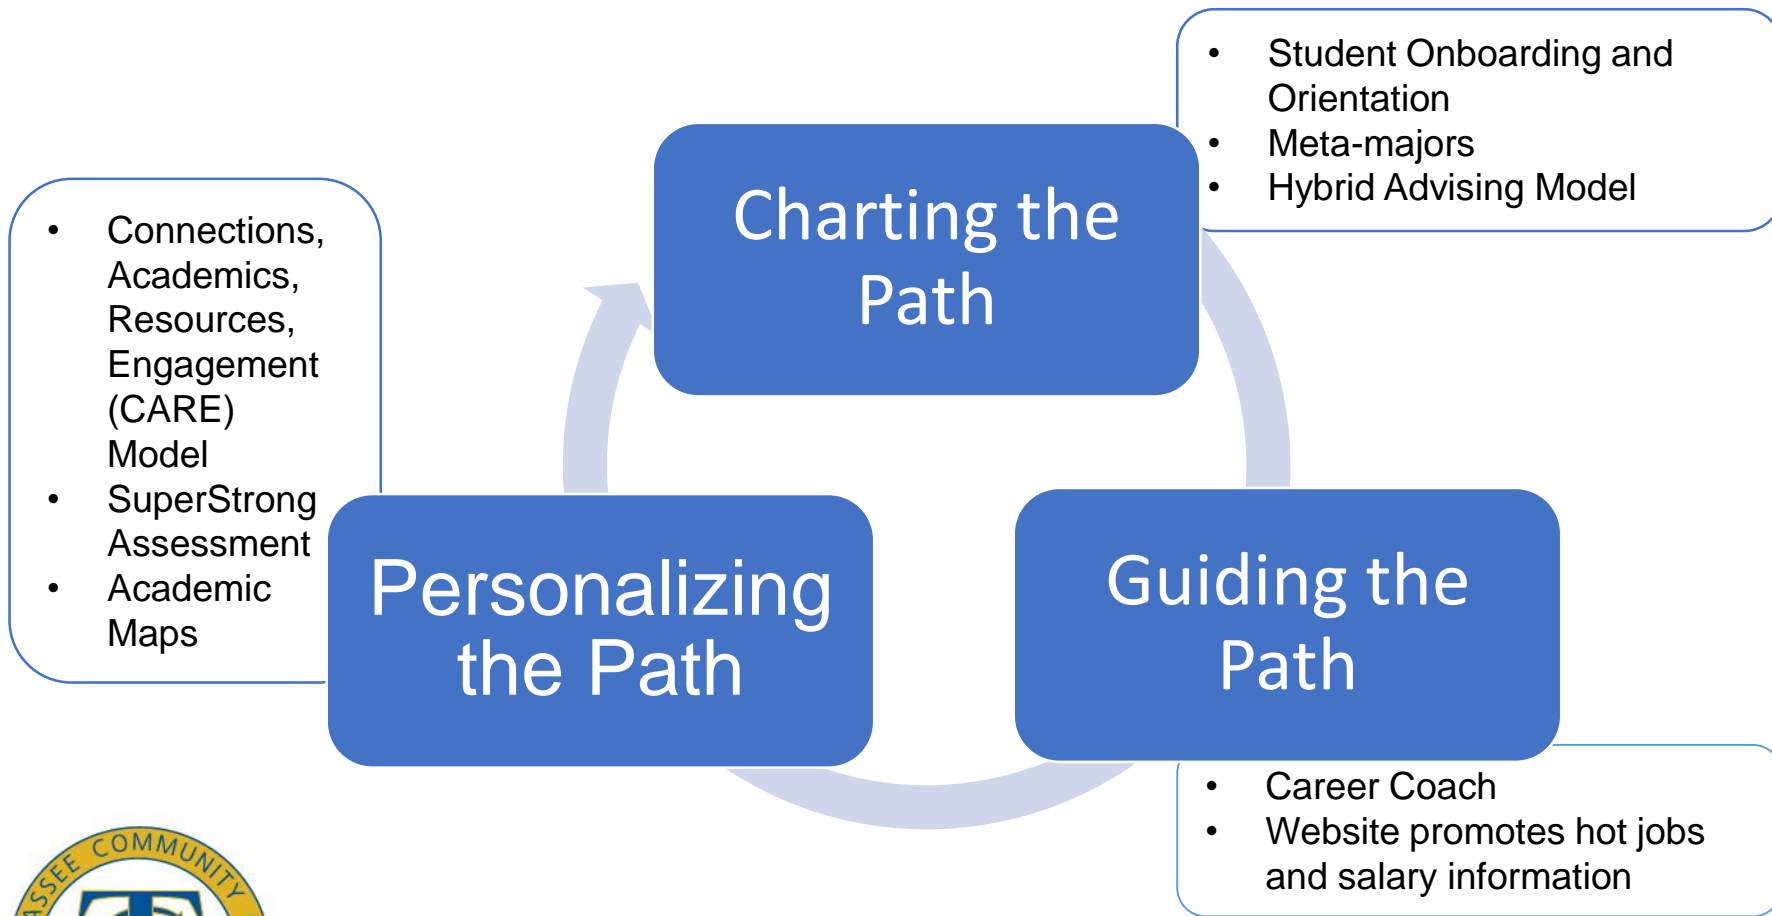 • Student Onboarding and
Orientation
• Meta-majors
• Hybrid Advising Model
Charting the
Path
• Connections,
Academics,
Resources,
Engagement
(CARE)
Model
• SuperStrong
Assessment
• Academic
Maps
Personalizing
the Path
Guiding the
Path
• Career Coach
• Website promotes hot jobs
and salary information
ASSEE COMMUNITY